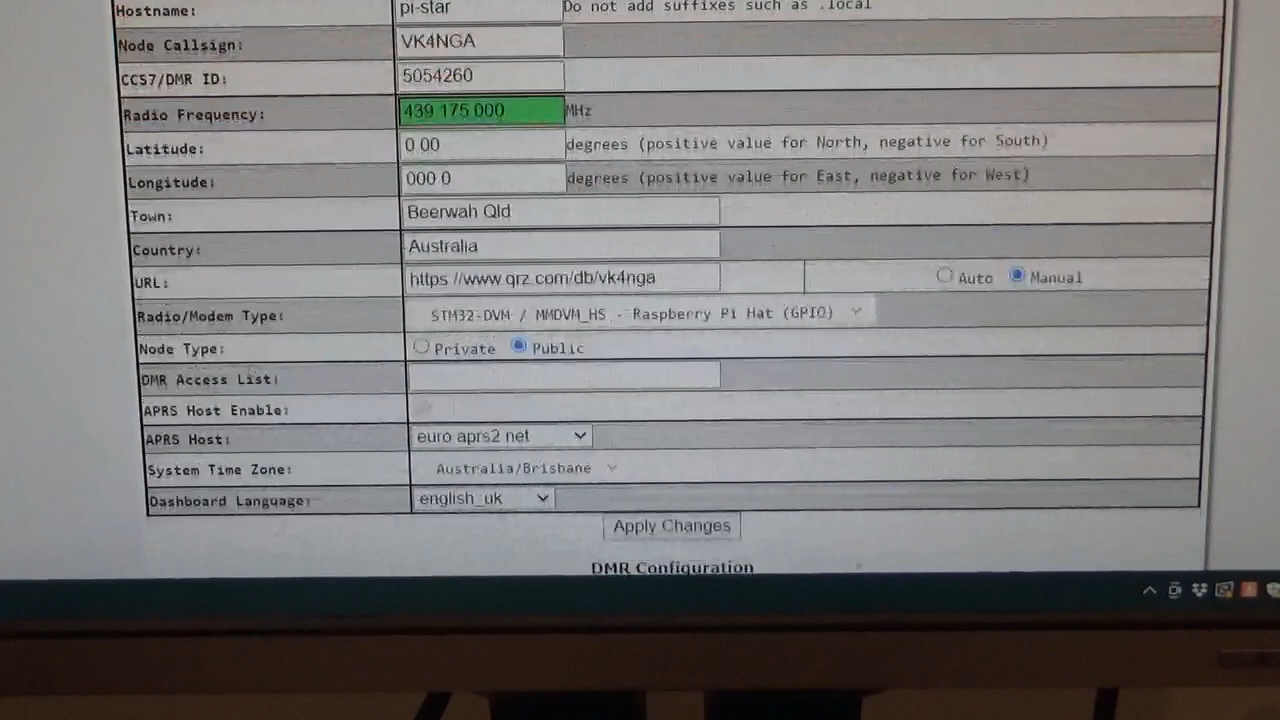 Hostname: pi-star Do not add suffixes such as .local
Node Callsign: VK4NGA
CCS7/DMR ID: 5054260
Radio Frequency: 439 175 000 MHz
Latitude: 0 00 degrees (positive value for North, negative for South)
Longitude: 000 0 degrees (positive value for East, negative for West)
Town: Beerwah Qld
Country: Australia
URL: https //www.qrz.com/db/vk4nga Auto Manual
Radio/Modem Type: STM32-DVM / MMDVM_HS - Raspberry Pi Hat (GPIO)
Node Type: Private Public
DMR Access List:
APRS Host Enable:
APRS Host: euro aprs2 net
System Time Zone: Australia/Brisbane
Dashboard Language: english_uk
Apply Changes
DMR Configuration